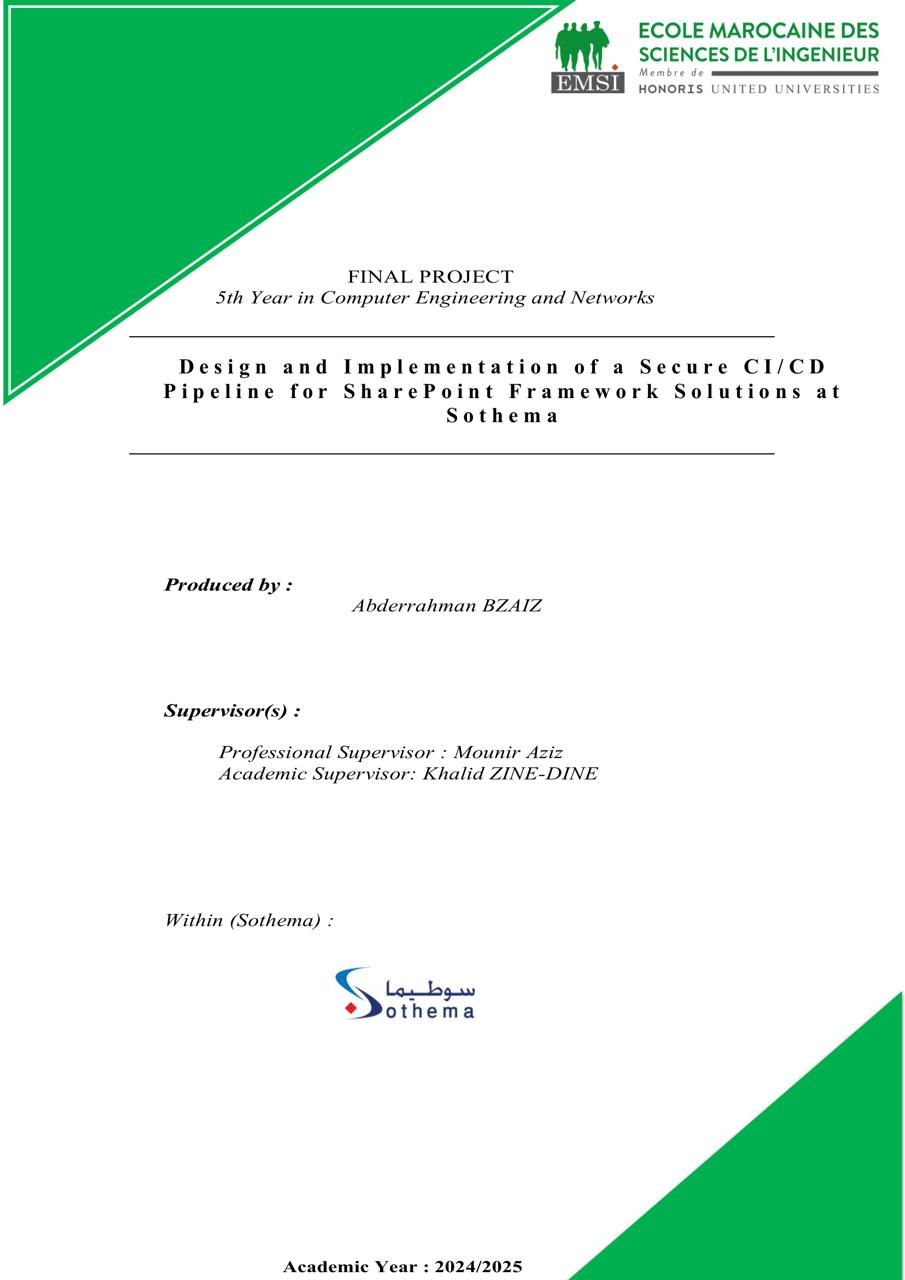 ECOLE MAROCAINE DES
SCIENCES DE L'INGENIEUR
EMSI
Membre de
HONORIS UNITED UNIVERSITIES
FINAL PROJECT
5th Year in Computer Engineering and Networks
Design and Implementation of a Secure CI/CD
Pipeline for SharePoint Framework Solutions at
Sothema
Produced by :
Abderrahman BZAIZ
Supervisor(s) :
Professional Supervisor : Mounir Aziz
Academic Supervisor: Khalid ZINE-DINE
Within (Sothema) :
سوطيما
Sothema
Academic Year : 2024/2025